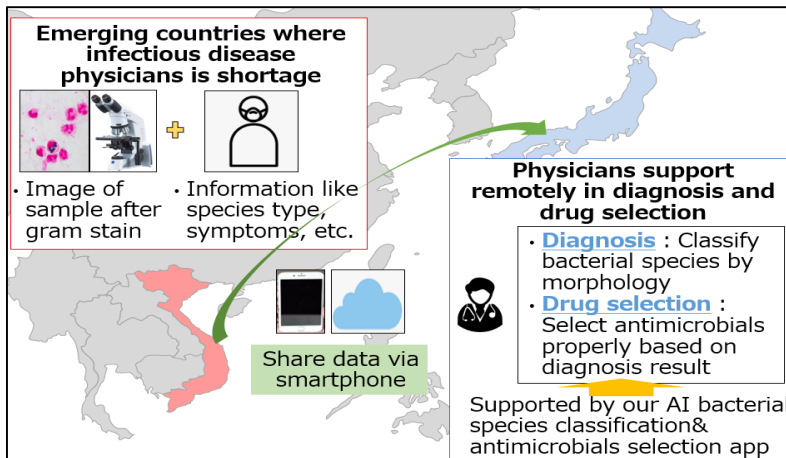 Emerging countries where
infectious disease
physicians is shortage
・Image of
sample after
gram stain
・Information like
species type,
symptoms, etc.
Share data via
smartphone
Physicians support
remotely in diagnosis and
drug selection
・Diagnosis : Classify
bacterial species by
morphology
・Drug selection :
Select antimicrobials
properly based on
diagnosis result
Supported by our AI bacterial
species classification&
antimicrobials selection app